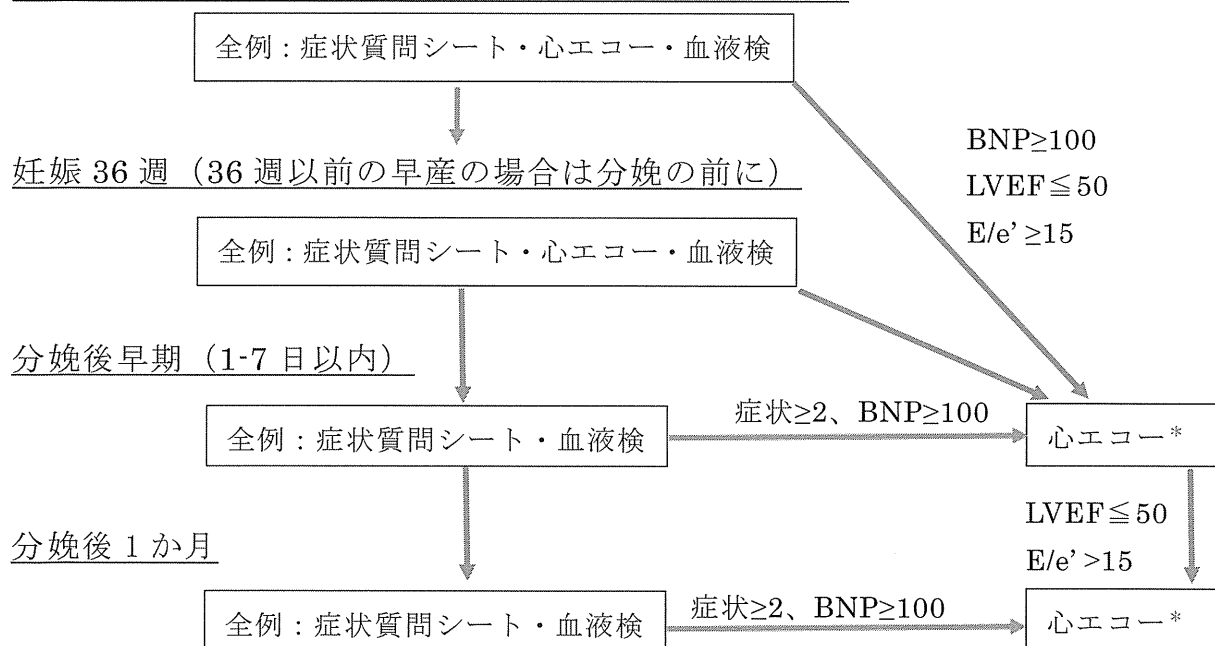 全例：症状質問シート・心エコー・血液検
BNP≥100
LVEF≦50
E/e’ ≥15
妊娠 36 週（36 週以前の早産の場合は分娩の前に）
全例：症状質問シート・心エコー・血液検
分娩後早期（1-7 日以内）
症状≥2、BNP≥100
全例：症状質問シート・血液検
心エコー*
LVEF≦50
E/e’ >15
分娩後 1 か月
症状≥2、BNP≥100
全例：症状質問シート・血液検
心エコー*